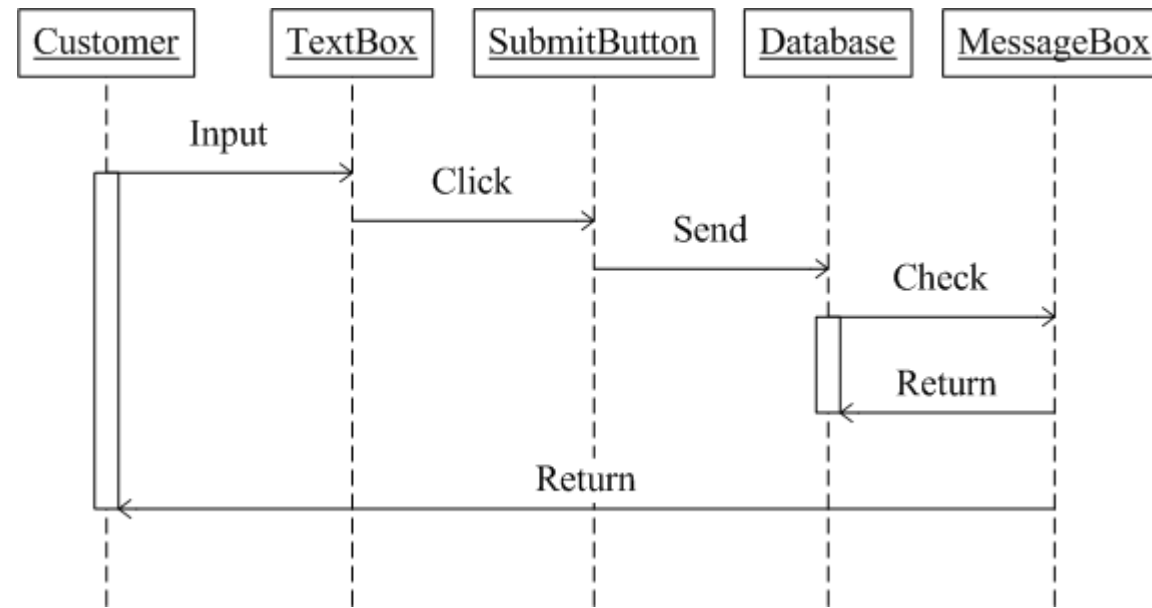 Customer
TextBox
SubmitButton
Database
MessageBox
Input
Click
Send
Check
Return
Return